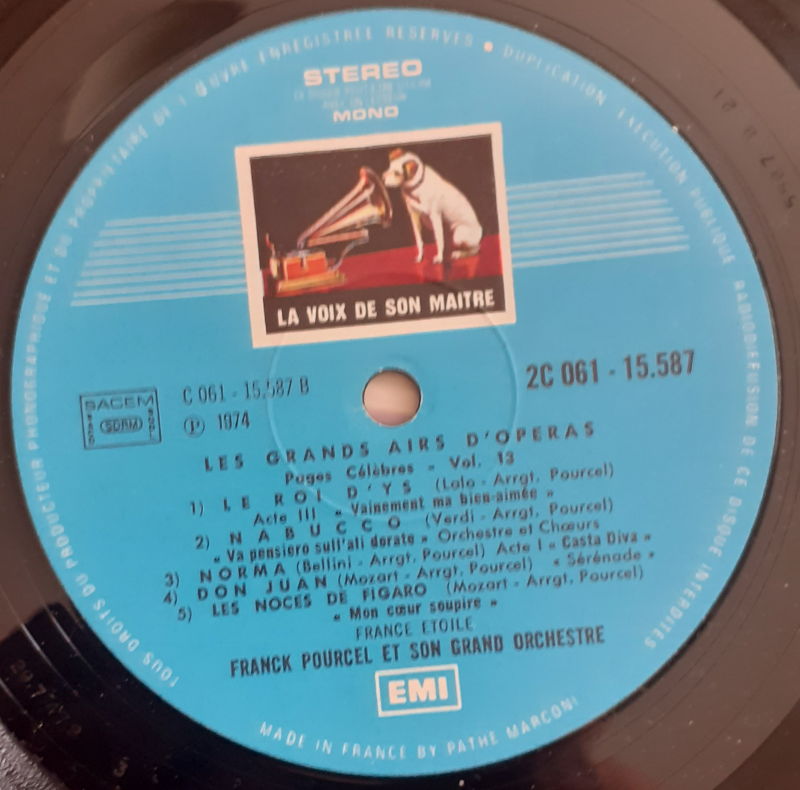 TOUS DROITS DU PRODUCTEUR PHONOGRAPHIQUE ET DU PROPRIETAIRE DE L'ŒUVRE ENREGISTREE RESERVES • DUPLICATION EXECUTION PUBLIQUE RADIODIFFUSION DE CE DISQUE INTERDITES
STEREO
MONO
LA VOIX DE SON MAITRE
SACEM
SDRM
C 061 - 15.587 B
Ⓟ 1974
2C 061 - 15.587
LES GRANDS AIRS D'OPERAS
Pages Célèbres - Vol. 13
1) LE ROI D'YS (Lalo - Arrgt. Pourcel)
Acte III « Vainement ma bien-aimée »
2) NABUCCO (Verdi - Arrgt. Pourcel)
« Va pensiero sull'ali dorate » Orchestre et Chœurs
3) NORMA (Bellini - Arrgt. Pourcel) Acte I « Casta Diva »
4) DON JUAN (Mozart - Arrgt. Pourcel) « Sérénade »
5) LES NOCES DE FIGARO (Mozart - Arrgt. Pourcel)
« Mon cœur soupire »
FRANCE ETOILE
FRANCK POURCEL ET SON GRAND ORCHESTRE
EMI
MADE IN FRANCE BY PATHE MARCONI